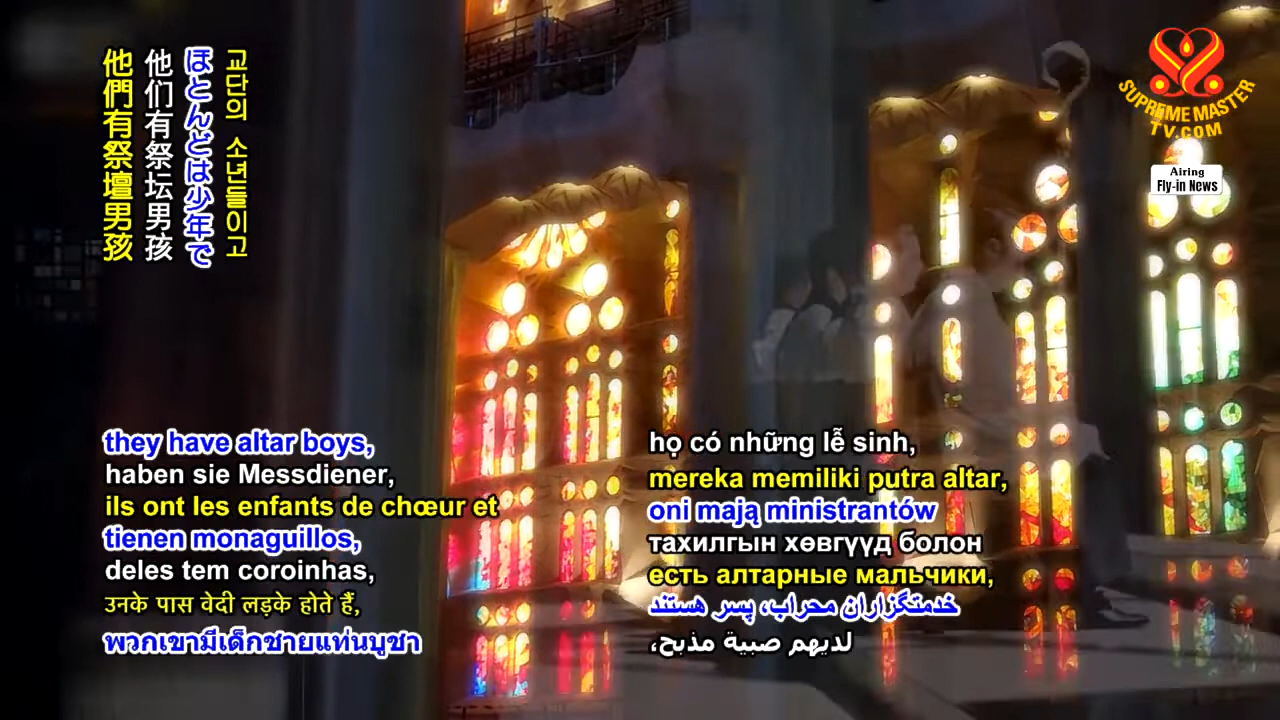 他們有祭壇男孩
他们有祭坛男孩
ほとんどは少年で
교단의 소년들이고
SUPREME MASTER
TV.COM
Airing
Fly-in News
they have altar boys,
haben sie Messdiener,
ils ont les enfants de chœur et
tienen monaguillos,
deles tem coroinhas,
उनके पास वेदी लड़के होते हैं,
พวกเขามีเด็กชายแท่นบูชา
họ có những lễ sinh,
mereka memiliki putra altar,
oni mają ministrantów
тахилгын хөвгүүд болон
есть алтарные мальчики,
خدمتگزاران محراب، پسر هستند
لديهم صبية مذبح،